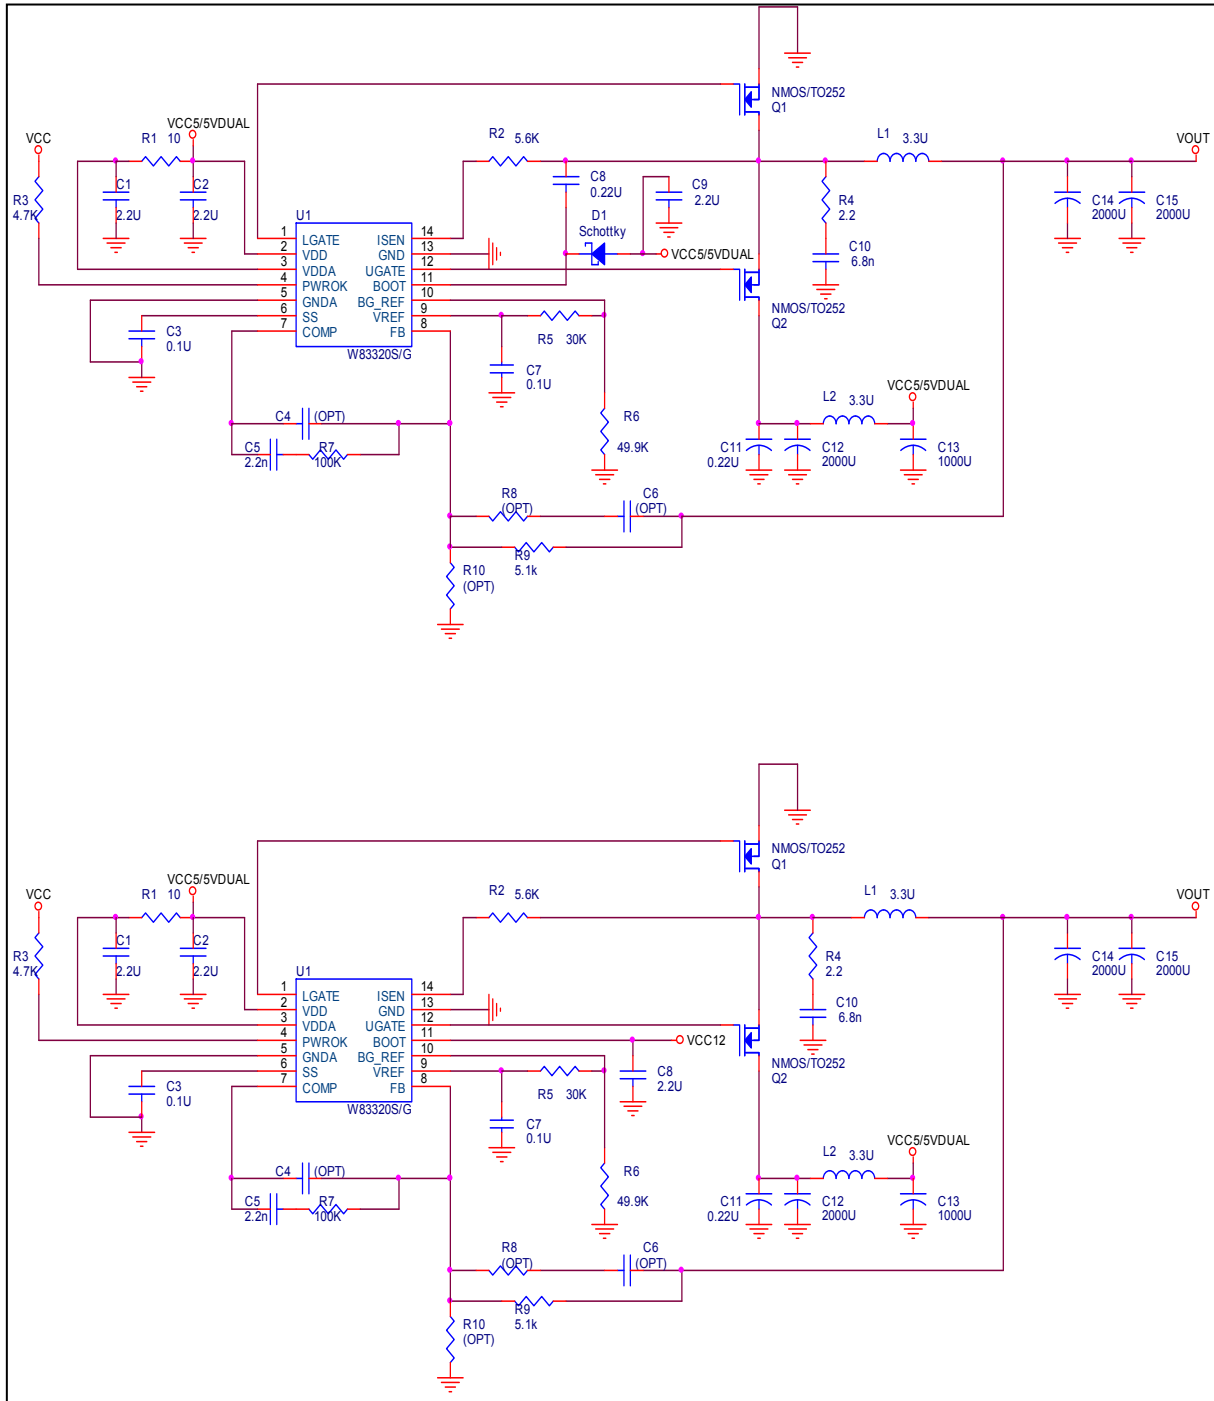 NMOS/TO252
Q1
VCC5/5VDUAL
VCC
R1 10
R2 5.6K
L1 3.3U
VOUT
R3
4.7K
C1
2.2U
C2
2.2U
C8
0.22U
C9
2.2U
R4
2.2
C14
2000U
C15
2000U
D1
Schottky
U1
C10
6.8n
VCC5/5VDUAL
1 LGATE ISEN 14
2 VDD GND 13
3 VDDA UGATE 12
4 PWROK BOOT 11
5 GNDA BG_REF 10
6 SS VREF 9
7 COMP FB 8
W83320S/G
NMOS/TO252
Q2
C3
0.1U
R5 30K
C7
0.1U
VCC5/5VDUAL
L2 3.3U
C4 (OPT)
R6
49.9K
C5
2.2n
R7
100K
C11
0.22U
C12
2000U
C13
1000U
R8
(OPT)
C6
(OPT)
R9
5.1k
R10
(OPT)
NMOS/TO252
Q1
VCC5/5VDUAL
VCC
R1 10
R2 5.6K
L1 3.3U
VOUT
R3
4.7K
C1
2.2U
C2
2.2U
R4
2.2
C14
2000U
C15
2000U
U1
C10
6.8n
1 LGATE ISEN 14
2 VDD GND 13
3 VDDA UGATE 12
4 PWROK BOOT 11
5 GNDA BG_REF 10
6 SS VREF 9
7 COMP FB 8
W83320S/G
VCC12
NMOS/TO252
Q2
C8
2.2U
C3
0.1U
R5 30K
C7
0.1U
VCC5/5VDUAL
L2 3.3U
C4 (OPT)
R6
49.9K
C5
2.2n
R7
100K
C11
0.22U
C12
2000U
C13
1000U
R8
(OPT)
C6
(OPT)
R9
5.1k
R10
(OPT)